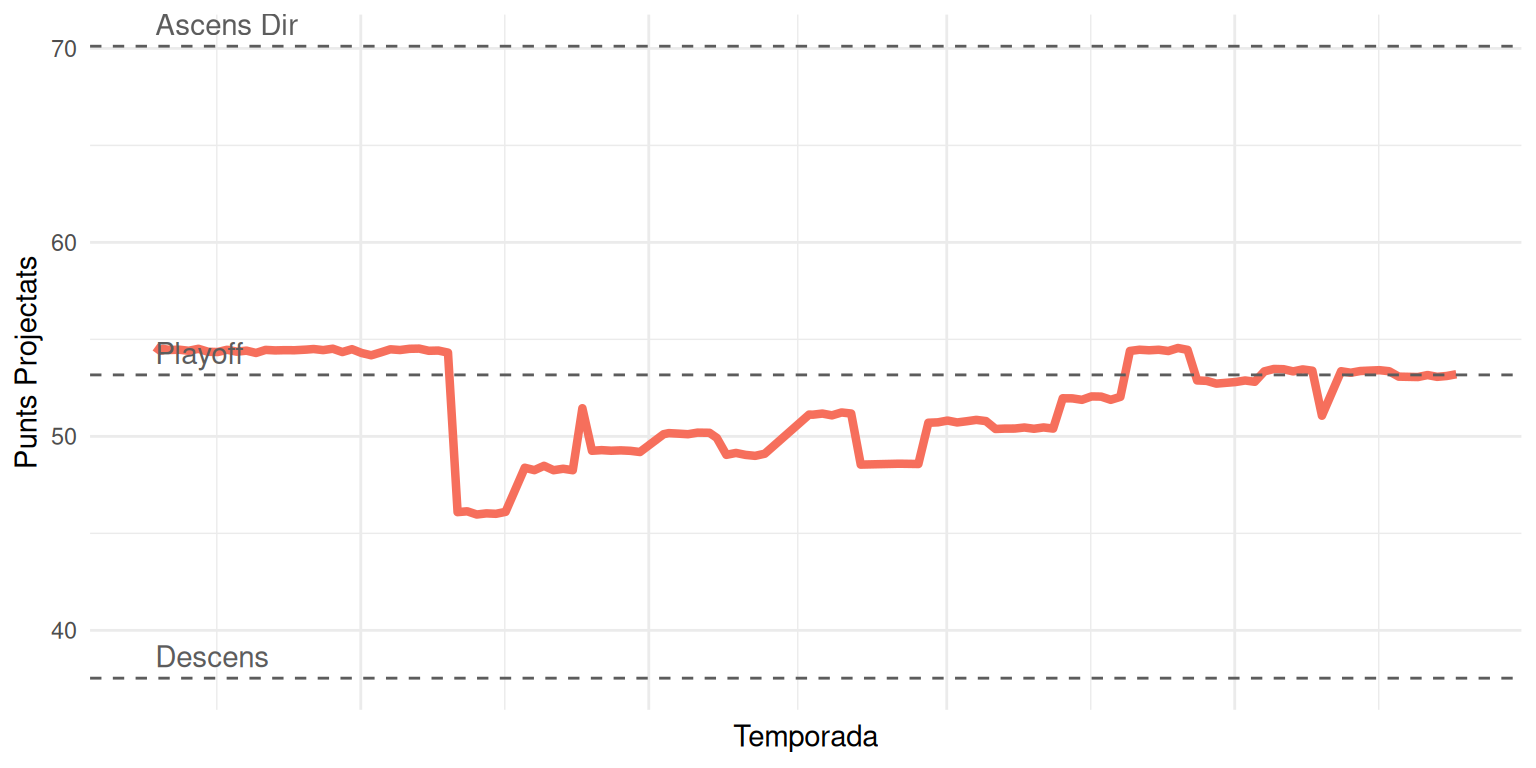 Ascens Dir
70
60
Playoff
50
40
Descens
Punts Projectats
Temporada